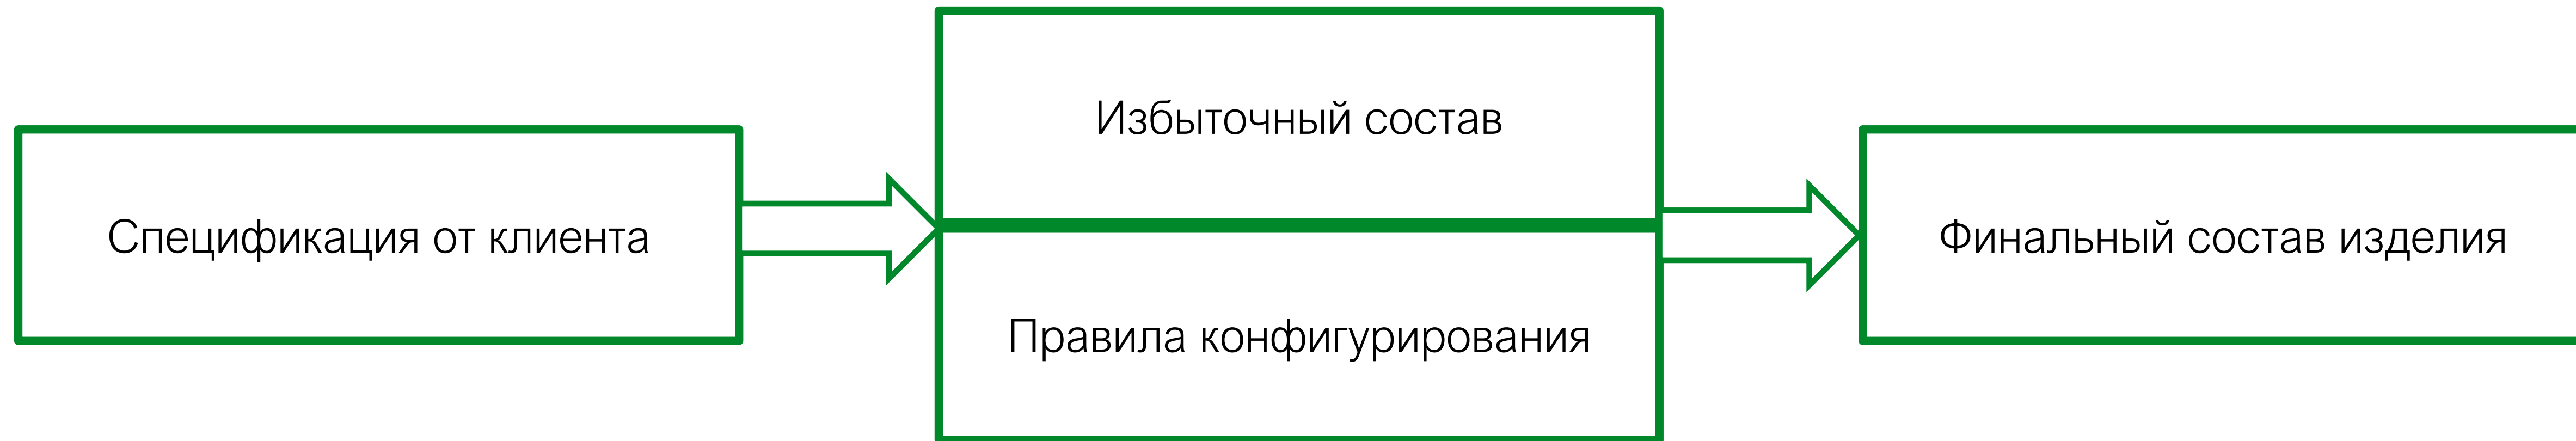 Спецификация от клиента
Избыточный состав
Правила конфигурирования
Финальный состав изделия